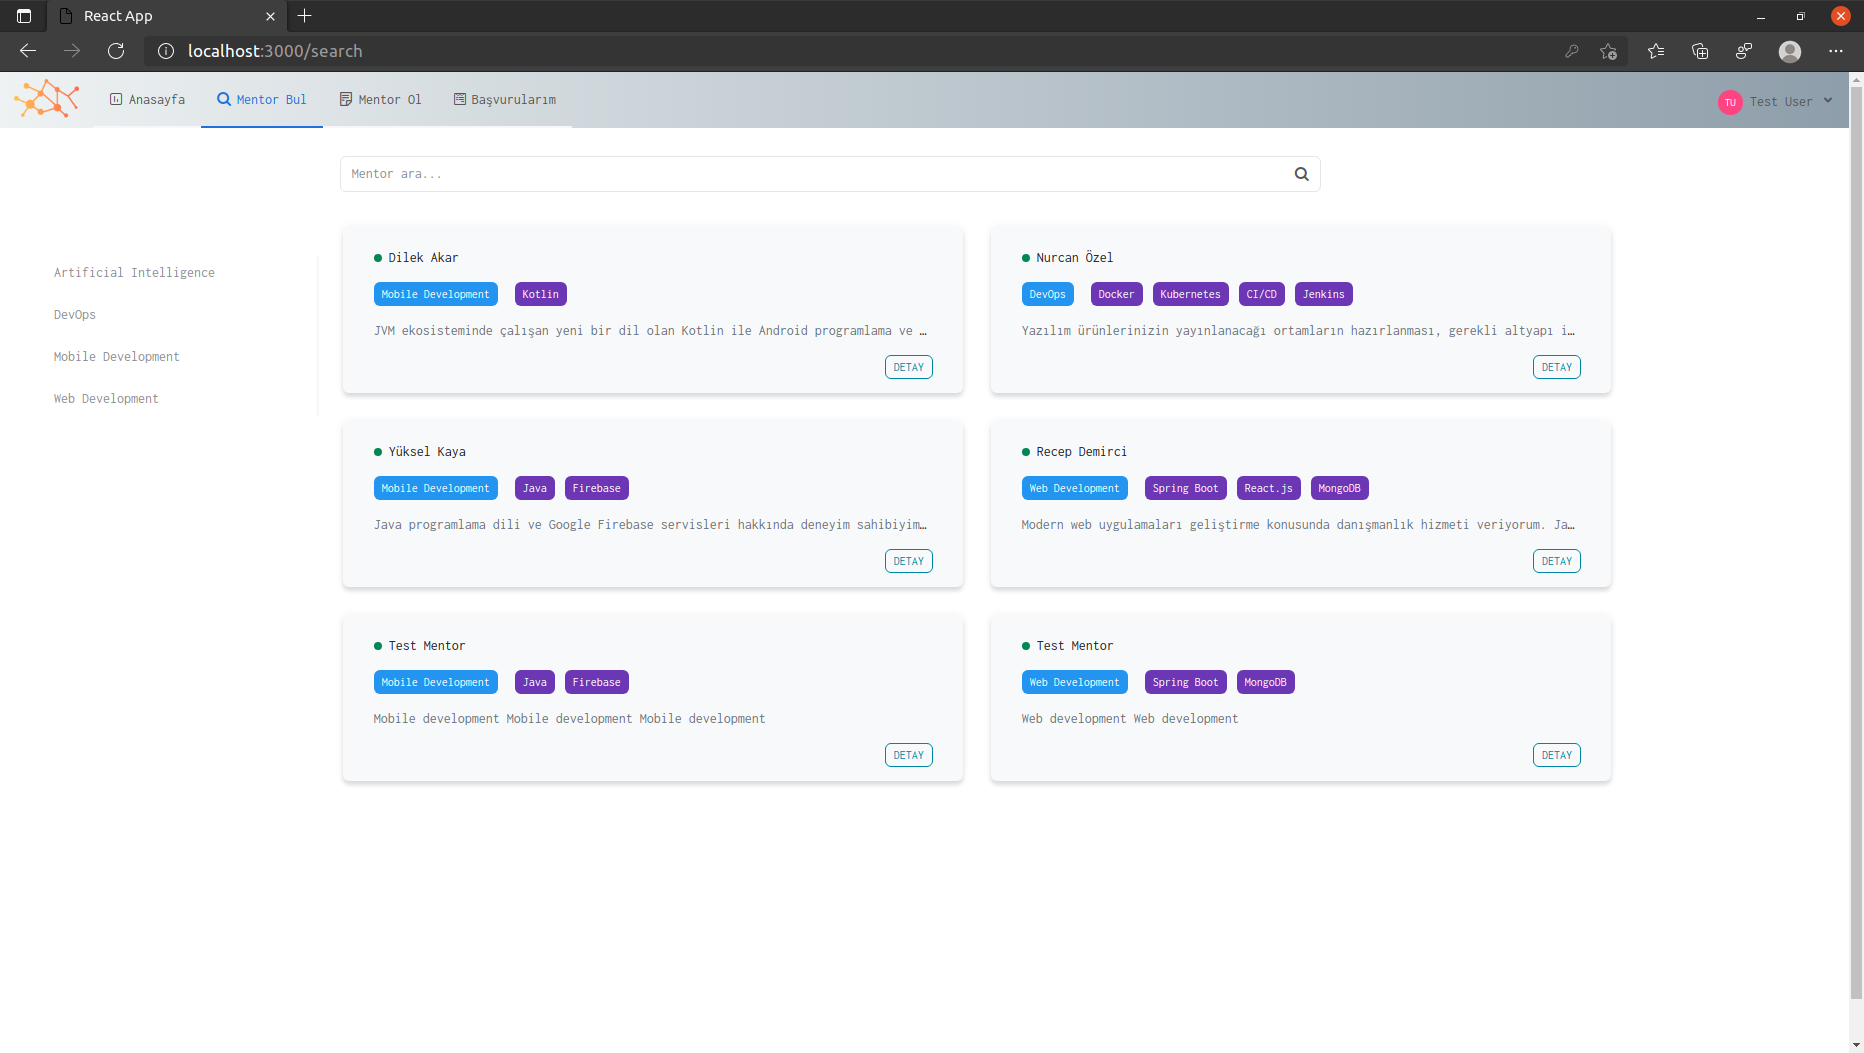 React App
localhost:3000/search
Anasayfa
Mentor Bul
Mentor Ol
Başvurularım
TU
Test User
Mentor ara...
Artificial Intelligence
DevOps
Mobile Development
Web Development
Dilek Akar
Mobile Development Kotlin
JVM ekosisteminde çalışan yeni bir dil olan Kotlin ile Android programlama ve …
DETAY
Nurcan Özel
DevOps Docker Kubernetes CI/CD Jenkins
Yazılım ürünlerinizin yayınlanacağı ortamların hazırlanması, gerekli altyapı i…
DETAY
Yüksel Kaya
Mobile Development Java Firebase
Java programlama dili ve Google Firebase servisleri hakkında deneyim sahibiyim…
DETAY
Recep Demirci
Web Development Spring Boot React.js MongoDB
Modern web uygulamaları geliştirme konusunda danışmanlık hizmeti veriyorum. Ja…
DETAY
Test Mentor
Mobile Development Java Firebase
Mobile development Mobile development Mobile development
DETAY
Test Mentor
Web Development Spring Boot MongoDB
Web development Web development
DETAY